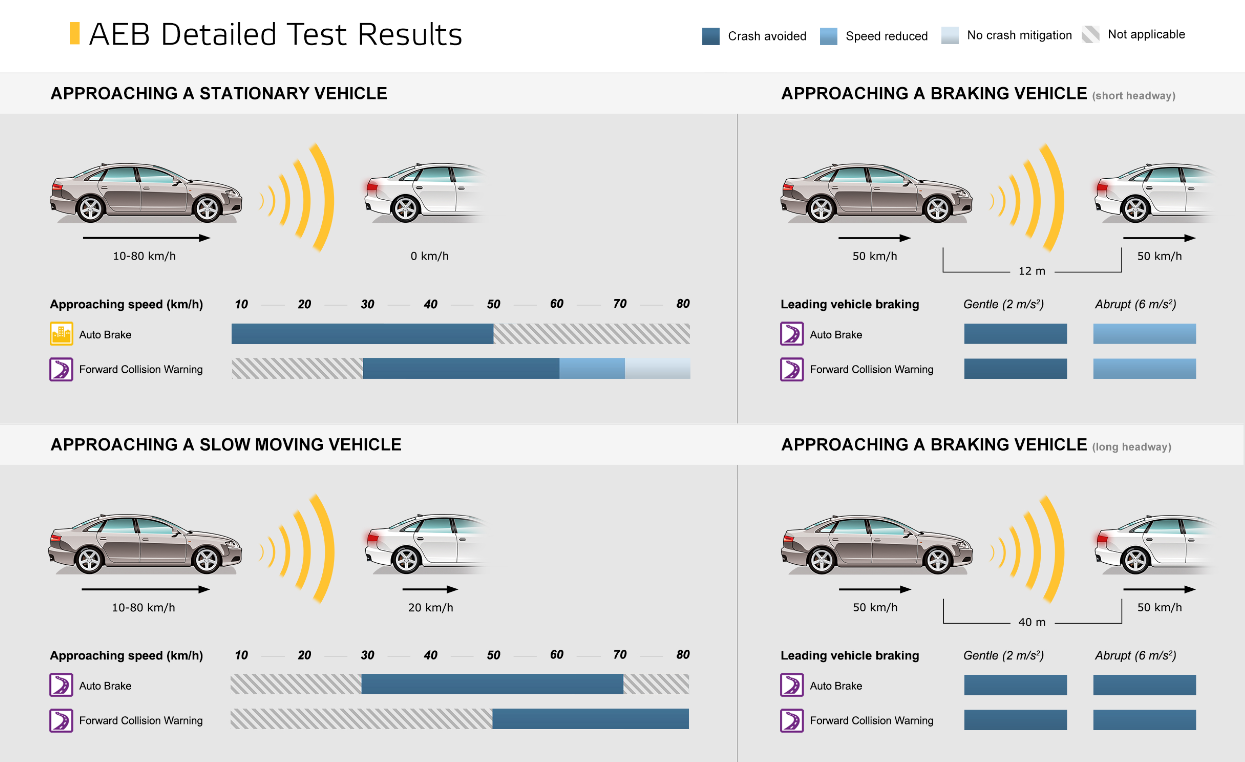 AEB Detailed Test Results
Crash avoided Speed reduced No crash mitigation Not applicable
APPROACHING A STATIONARY VEHICLE
10-80 km/h 0 km/h
Approaching speed (km/h) 10 20 30 40 50 60 70 80
Auto Brake
Forward Collision Warning
APPROACHING A BRAKING VEHICLE (short headway)
50 km/h 50 km/h
12 m
Leading vehicle braking Gentle (2 m/s²) Abrupt (6 m/s²)
Auto Brake
Forward Collision Warning
APPROACHING A SLOW MOVING VEHICLE
10-80 km/h 20 km/h
Approaching speed (km/h) 10 20 30 40 50 60 70 80
Auto Brake
Forward Collision Warning
APPROACHING A BRAKING VEHICLE (long headway)
50 km/h 50 km/h
40 m
Leading vehicle braking Gentle (2 m/s²) Abrupt (6 m/s²)
Auto Brake
Forward Collision Warning